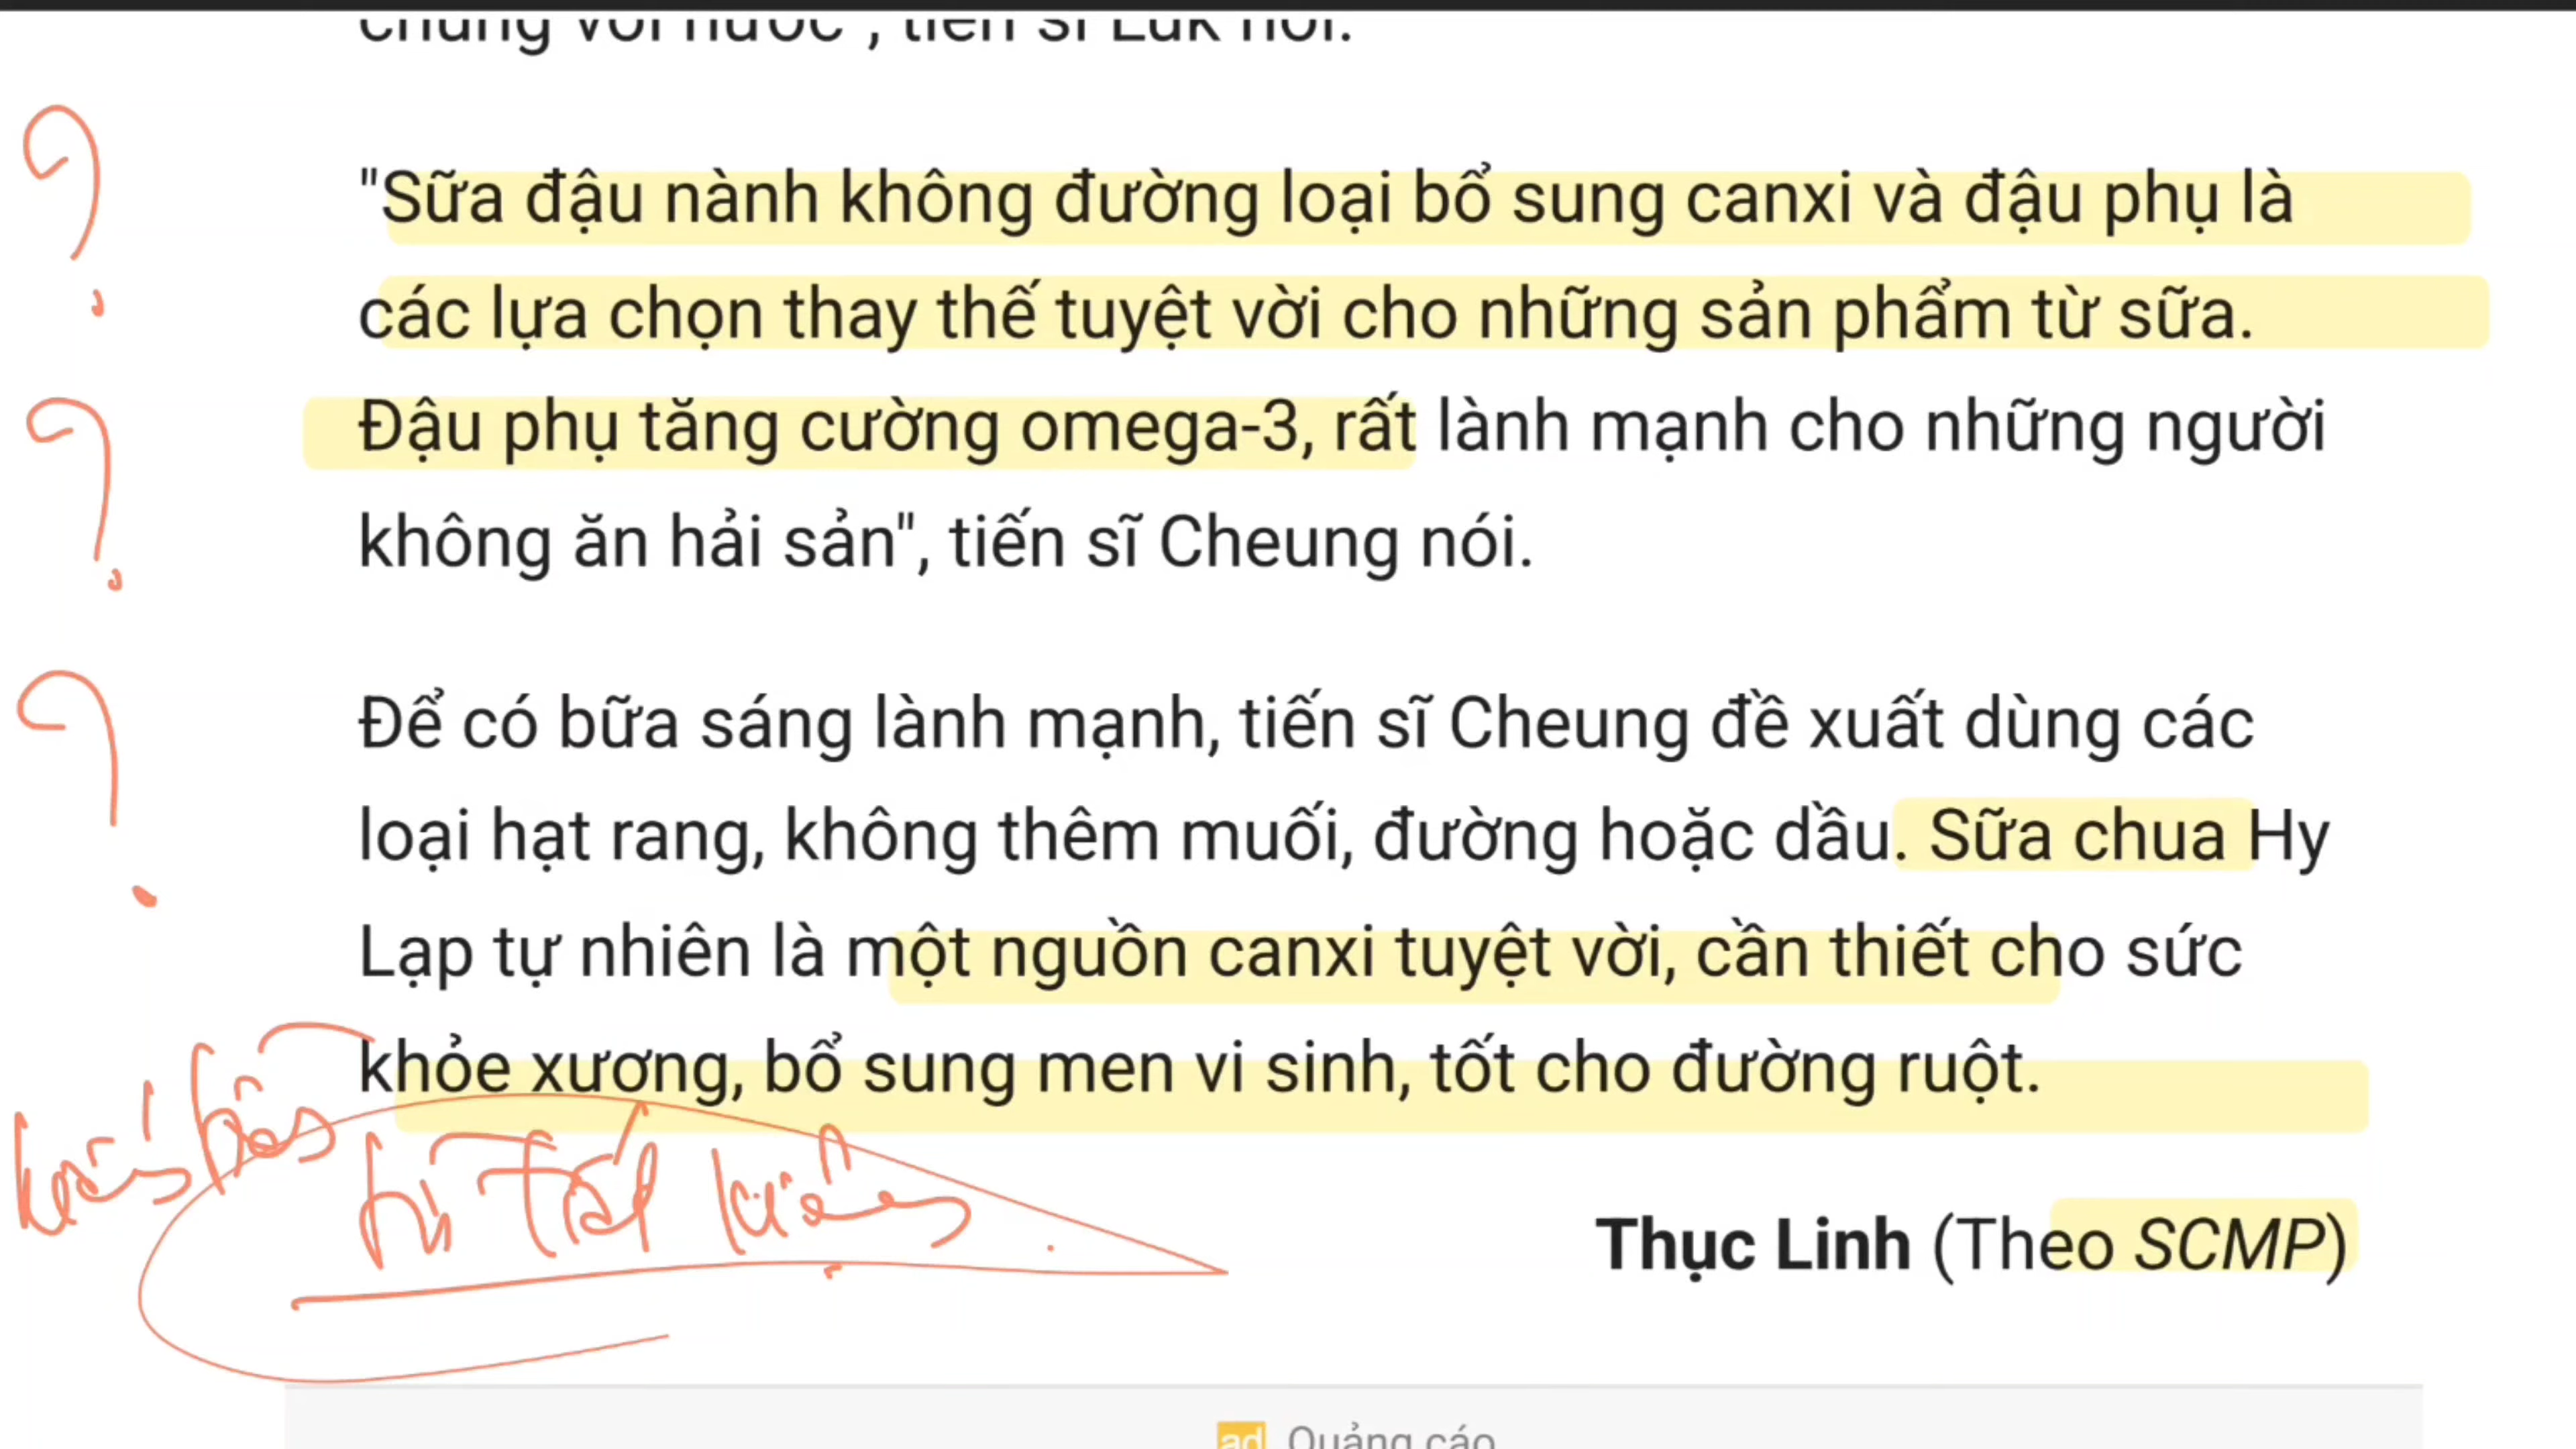 "Sữa đậu nành không đường loại bổ sung canxi và đậu phụ là
các lựa chọn thay thế tuyệt vời cho những sản phẩm từ sữa.
Đậu phụ tăng cường omega-3, rất lành mạnh cho những người
không ăn hải sản", tiến sĩ Cheung nói.
Để có bữa sáng lành mạnh, tiến sĩ Cheung đề xuất dùng các
loại hạt rang, không thêm muối, đường hoặc dầu. Sữa chua Hy
Lạp tự nhiên là một nguồn canxi tuyệt vời, cần thiết cho sức
khỏe xương, bổ sung men vi sinh, tốt cho đường ruột.
Thục Linh (Theo SCMP)
ad Quảng cáo